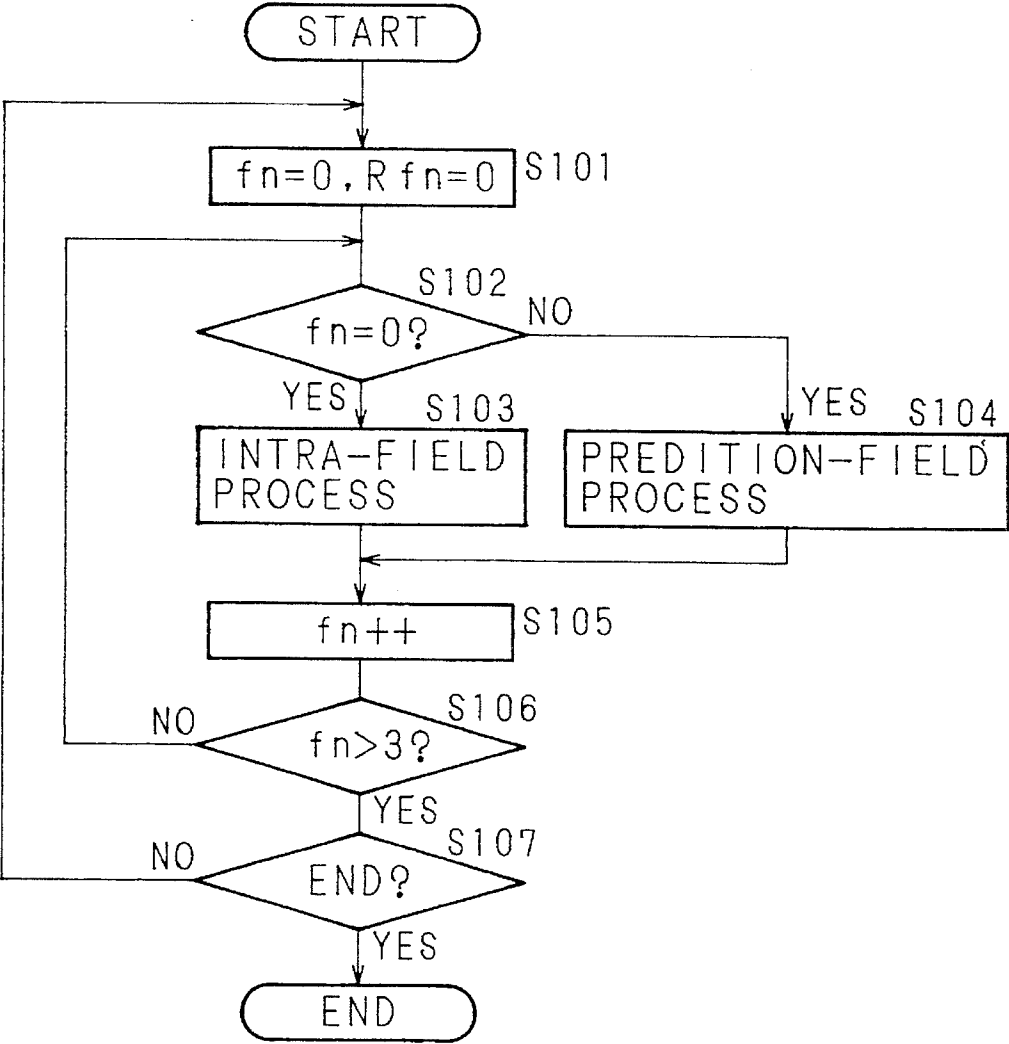 START
fn=0,Rfn=0 S101
S102
fn=0?
NO
YES
S103
YES
S104
INTRA-FIELD
PROCESS
PREDITION-FIELD
PROCESS
fn++ S105
S106
NO
fn>3?
YES
S107
NO
END?
YES
END